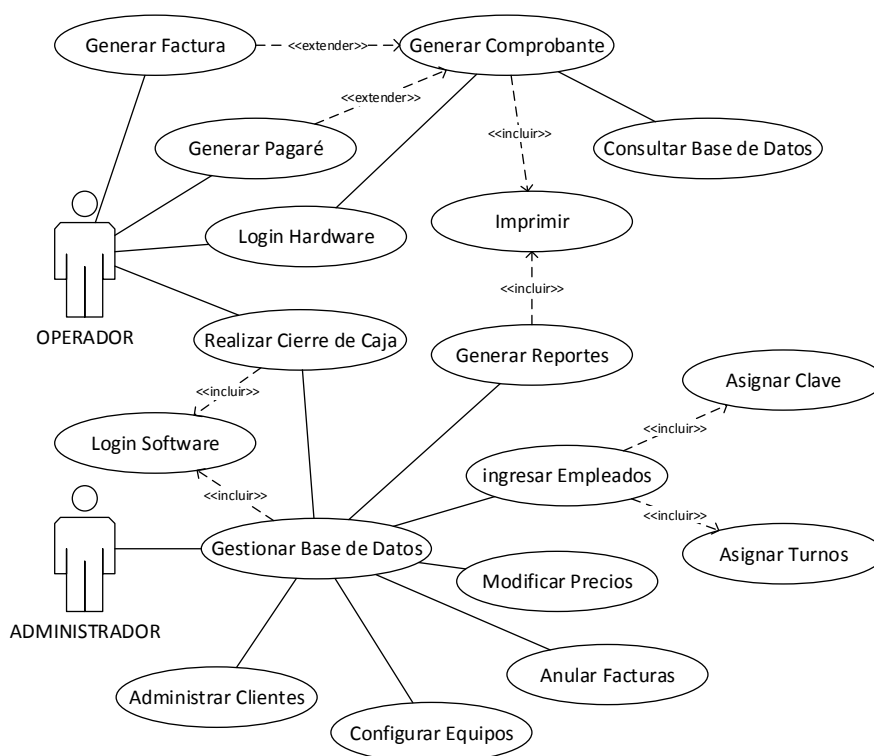 Generar Factura
<<extender>>
Generar Comprobante
<<extender>>
Generar Pagaré
<<incluir>>
Consultar Base de Datos
Imprimir
Login Hardware
<<incluir>>
OPERADOR
Realizar Cierre de Caja
Generar Reportes
Asignar Clave
<<incluir>>
<<incluir>>
Login Software
ingresar Empleados
<<incluir>>
<<incluir>>
Gestionar Base de Datos
Asignar Turnos
Modificar Precios
ADMINISTRADOR
Anular Facturas
Administrar Clientes
Configurar Equipos